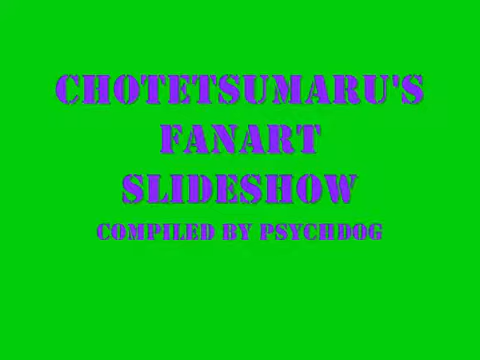 CHOTETSUMARU'S
FANART
SLIDESHOW
COMPILED BY PSYCHDOG